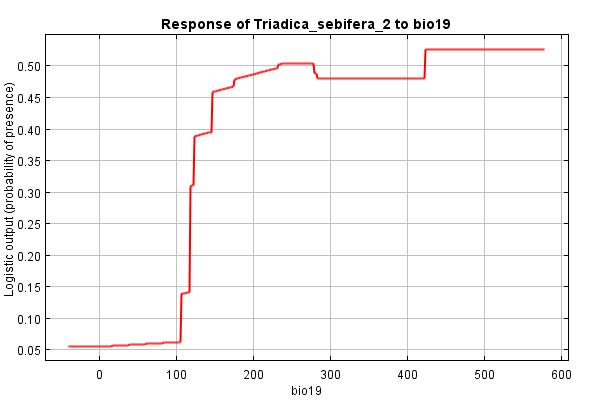 Response of Triadica_sebifera_2 to bio19
Logistic output (probability of presence)
0.50
0.45
0.40
0.35
0.30
0.25
0.20
0.15
0.10
0.05
0 100 200 300 400 500 600
bio19